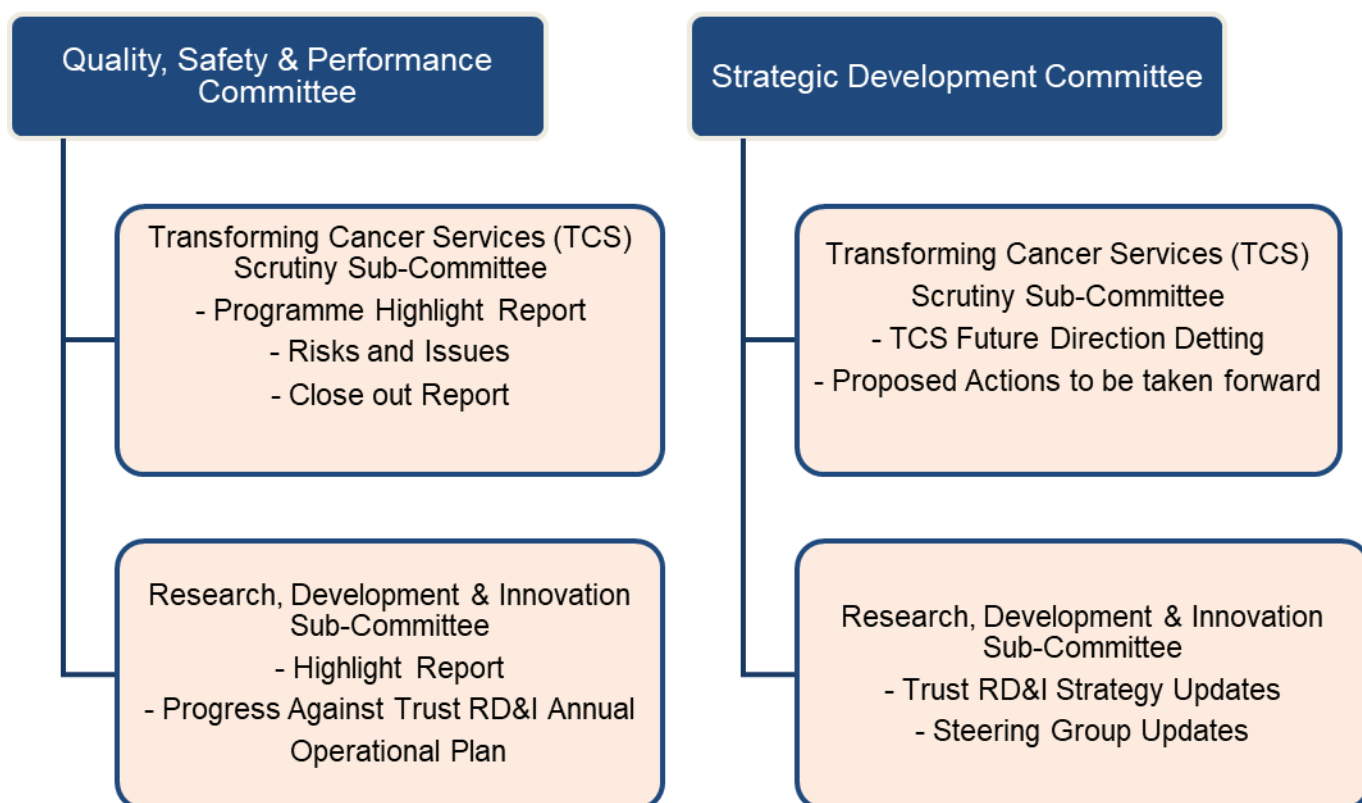 Quality, Safety & Performance
Committee
Transforming Cancer Services (TCS)
Scrutiny Sub-Committee
- Programme Highlight Report
- Risks and Issues
- Close out Report
Research, Development & Innovation
Sub-Committee
- Highlight Report
- Progress Against Trust RD&I Annual
Operational Plan
Strategic Development Committee
Transforming Cancer Services (TCS)
Scrutiny Sub-Committee
- TCS Future Direction Detting
- Proposed Actions to be taken forward
Research, Development & Innovation
Sub-Committee
- Trust RD&I Strategy Updates
- Steering Group Updates